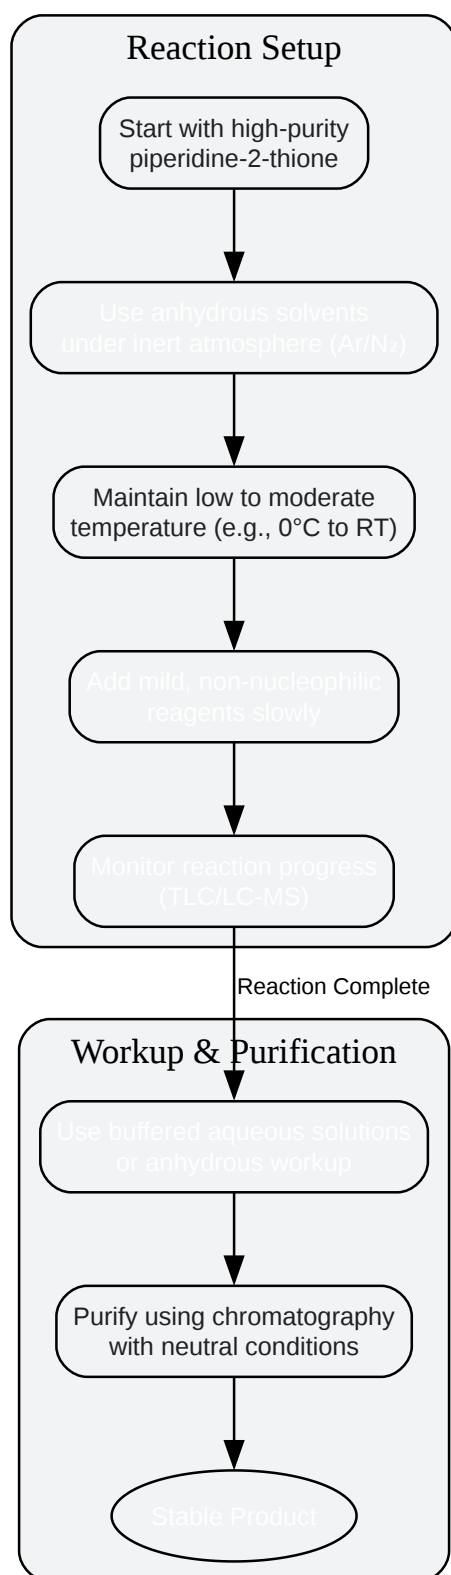 Reaction Setup
Start with high-purity
piperidine-2-thione
Use anhydrous solvents
under inert atmosphere (Ar/N₂)
Maintain low to moderate
temperature (e.g., 0°C to RT)
Add mild, non-nucleophilic
reagents slowly
Monitor reaction progress
(TLC/LC-MS)
Reaction Complete
Workup & Purification
Use buffered aqueous solutions
or anhydrous workup
Purify using chromatography
with neutral conditions
Stable Product